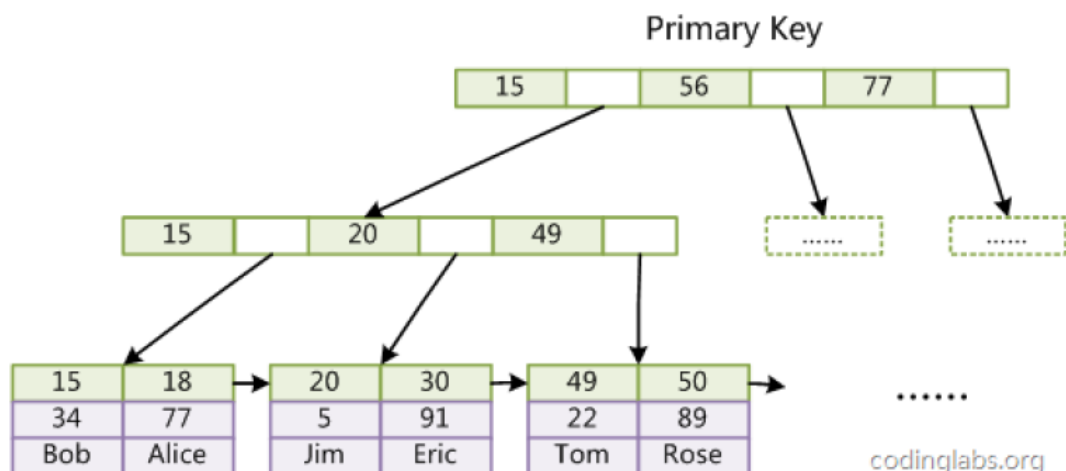 Primary Key
15 56 77
15 20 49
...... ......
15 18 20 30 49 50
34 77 5 91 22 89
......
Bob Alice Jim Eric Tom Rose
codinglabs.org